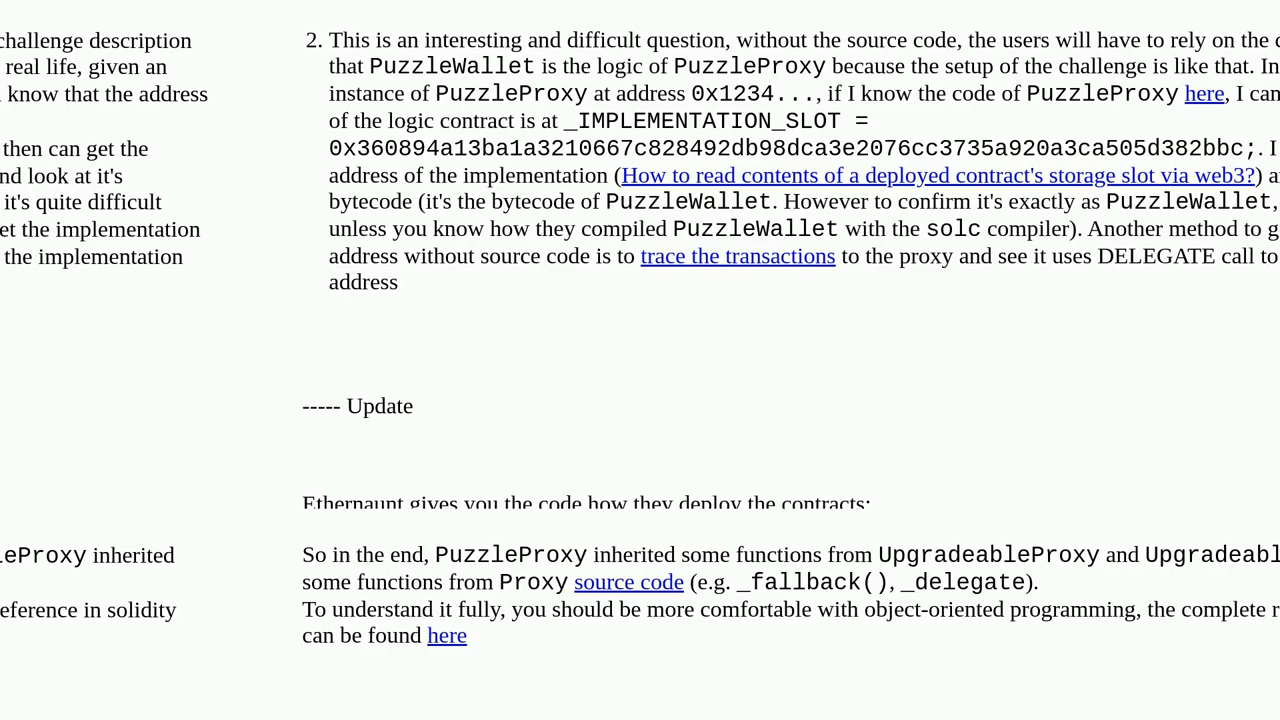 challenge description
real life, given an
know that the address
then can get the
nd look at it's
it's quite difficult
et the implementation
the implementation
2. This is an interesting and difficult question, without the source code, the users will have to rely on the
that PuzzleWallet is the logic of PuzzleProxy because the setup of the challenge is like that. In
instance of PuzzleProxy at address 0x1234..., if I know the code of PuzzleProxy here, I can
of the logic contract is at _IMPLEMENTATION_SLOT =
0x360894a13ba1a3210667c828492db98dca3e2076cc3735a920a3ca505d382bbc;. I
address of the implementation (How to read contents of a deployed contract's storage slot via web3?) a
bytecode (it's the bytecode of PuzzleWallet. However to confirm it's exactly as PuzzleWallet,
unless you know how they compiled PuzzleWallet with the solc compiler). Another method to g
address without source code is to trace the transactions to the proxy and see it uses DELEGATE call to
address
----- Update
Ethernaunt gives you the code how they deploy the contracts:
eProxy inherited
eference in solidity
So in the end, PuzzleProxy inherited some functions from UpgradeableProxy and Upgradeabl
some functions from Proxy source code (e.g. _fallback(), _delegate).
To understand it fully, you should be more comfortable with object-oriented programming, the complete r
can be found here